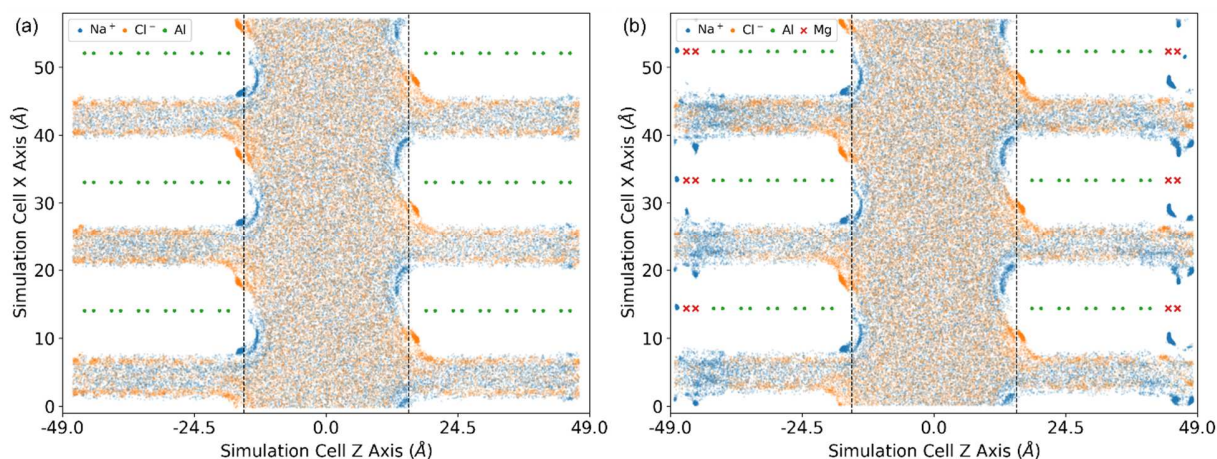 (a)
Na⁺ Cl⁻ Al
Simulation Cell X Axis (Å)
50
40
30
20
10
0
-49.0 -24.5 0.0 24.5 49.0
Simulation Cell Z Axis (Å)
(b)
Na⁺ Cl⁻ Al Mg
Simulation Cell X Axis (Å)
50
40
30
20
10
0
-49.0 -24.5 0.0 24.5 49.0
Simulation Cell Z Axis (Å)